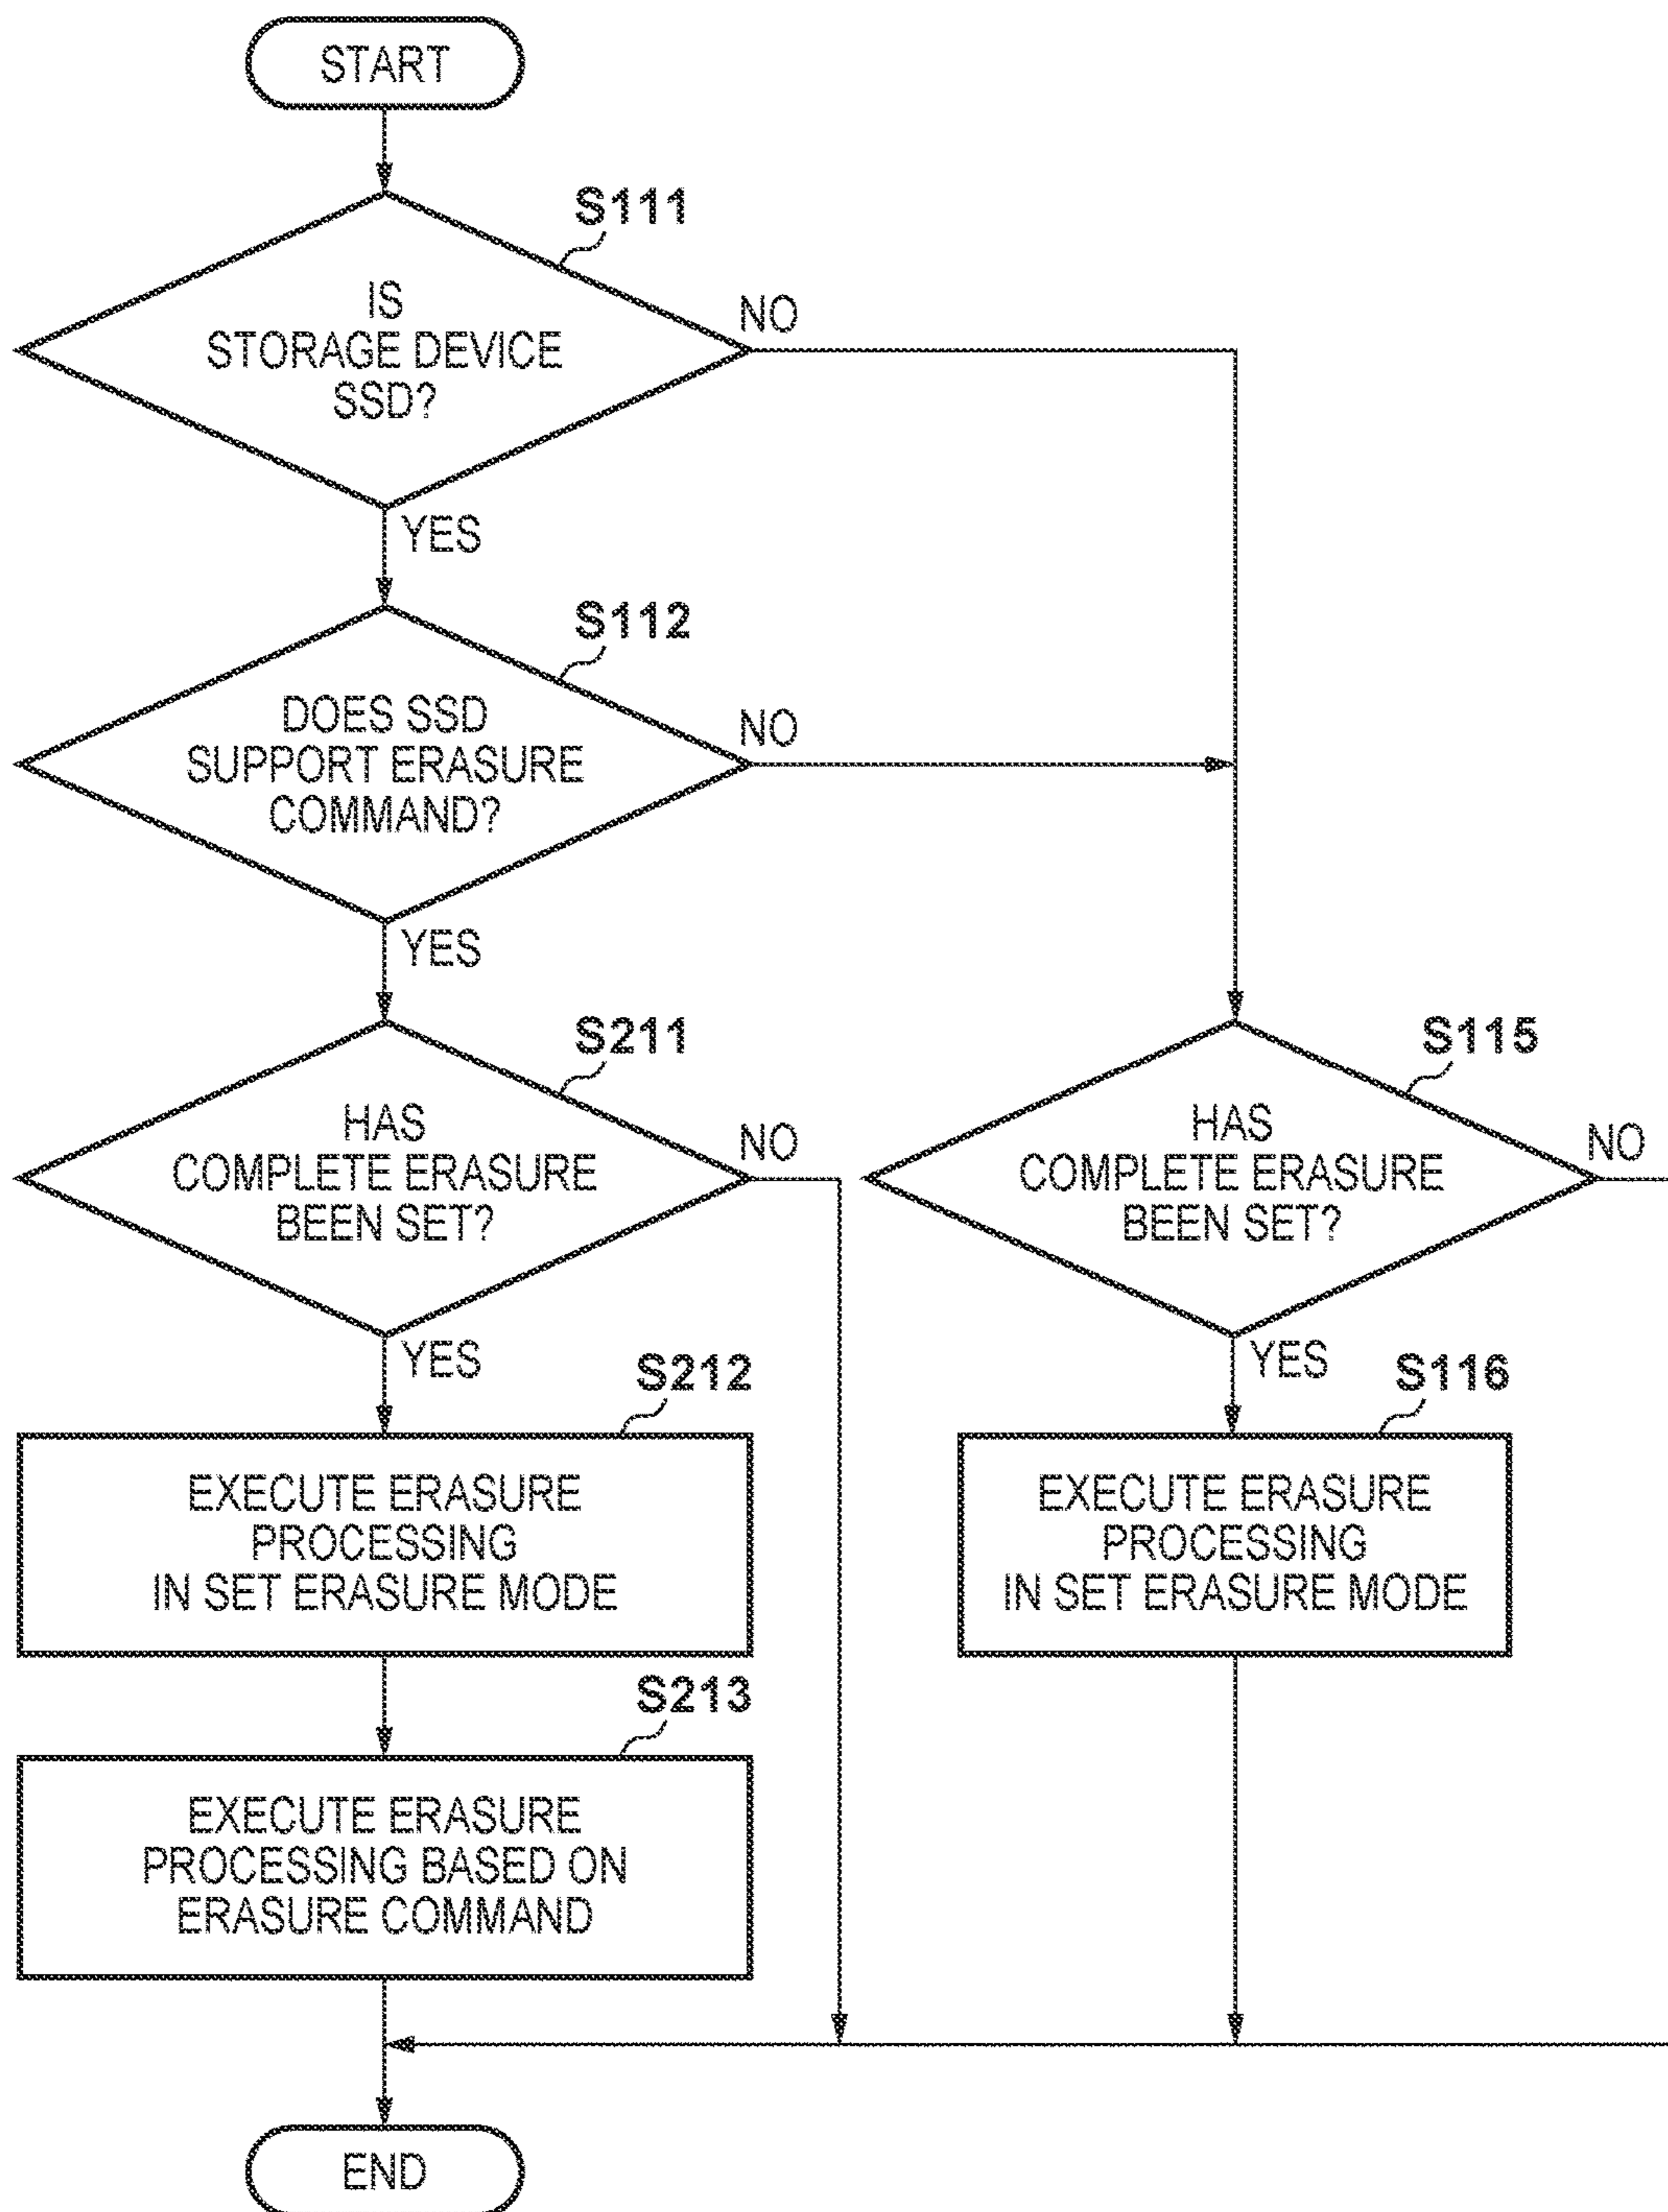 START
S111
IS
STORAGE DEVICE
SSD?
NO
YES
S112
DOES SSD
SUPPORT ERASURE
COMMAND?
NO
YES
S211
HAS
COMPLETE ERASURE
BEEN SET?
NO
YES
S115
HAS
COMPLETE ERASURE
BEEN SET?
NO
YES
S212
EXECUTE ERASURE
PROCESSING
IN SET ERASURE MODE
S116
EXECUTE ERASURE
PROCESSING
IN SET ERASURE MODE
S213
EXECUTE ERASURE
PROCESSING BASED ON
ERASURE COMMAND
END